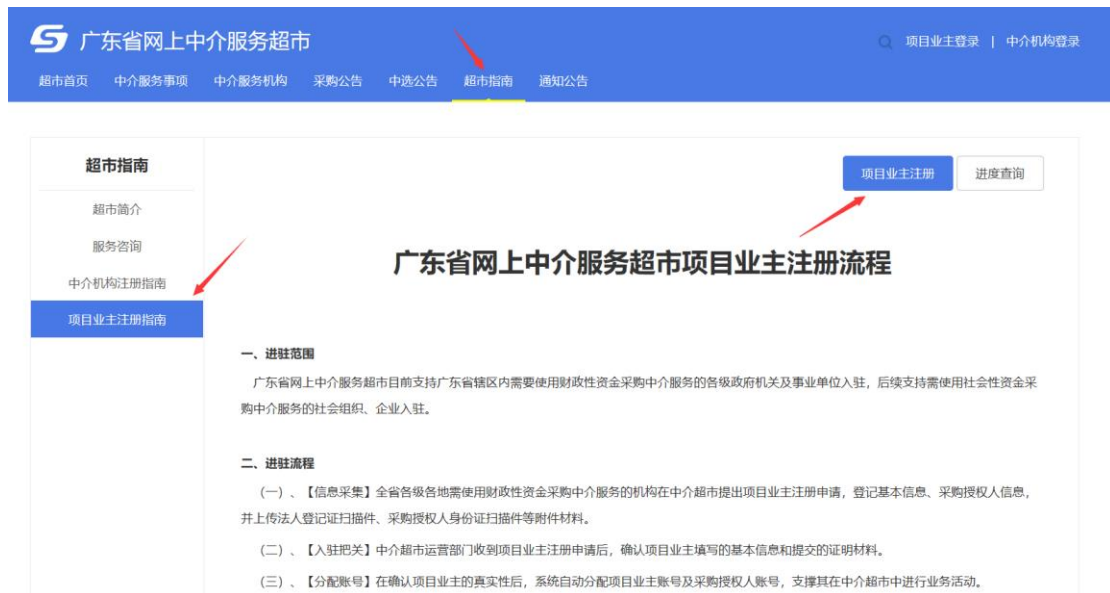 广东省网上中介服务超市
项目业主登录 | 中介机构登录
超市首页 中介服务事项 中介服务机构 采购公告 中选公告 超市指南 通知公告
超市指南
超市简介
服务咨询
中介机构注册指南
项目业主注册指南
项目业主注册 进度查询
广东省网上中介服务超市项目业主注册流程
一、进驻范围
广东省网上中介服务超市目前支持广东省辖区内需要使用财政性资金采购中介服务的各级政府机关及事业单位入驻，后续支持需使用社会性资金采
购中介服务的社会组织、企业入驻。
二、进驻流程
（一）、【信息采集】全省各级各地需使用财政性资金采购中介服务的机构在中介超市提出项目业主注册申请，登记基本信息、采购授权人信息，
并上传法人登记证扫描件、采购授权人身份证扫描件等附件材料。
（二）、【入驻把关】中介超市运营部门收到项目业主注册申请后，确认项目业主填写的基本信息和提交的证明材料。
（三）、【分配账号】在确认项目业主的真实性后，系统自动分配项目业主账号及采购授权人账号，支撑其在中介超市中进行业务活动。